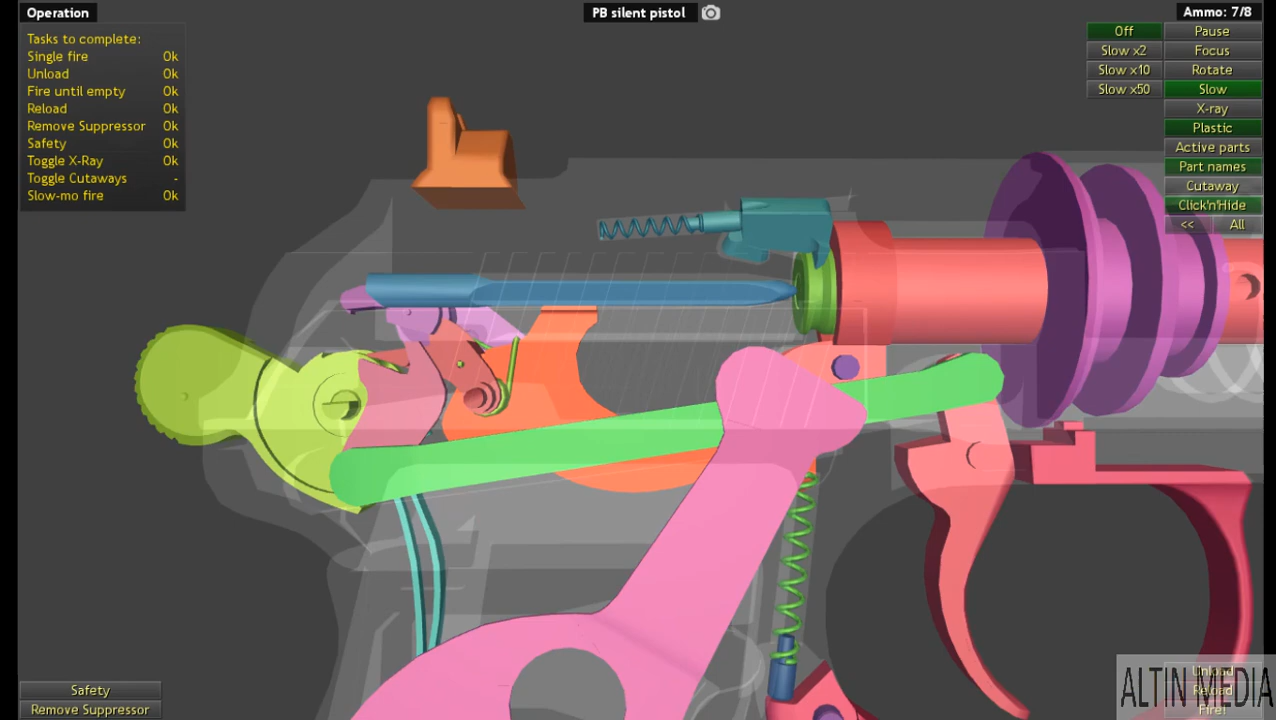 Operation
PB silent pistol
Ammo: 7/8
Tasks to complete:
Single fire Ok
Unload Ok
Fire until empty Ok
Reload Ok
Remove Suppressor Ok
Safety Ok
Toggle X-Ray Ok
Toggle Cutaways -
Slow-mo fire Ok
Off Pause
Slow x2 Focus
Slow x10 Rotate
Slow x50 Slow
X-ray
Plastic
Active parts
Part names
Cutaway
Click'n'Hide
<< All
Safety
Remove Suppressor
Unload
Reload
Fire!
ALTIN MEDIA